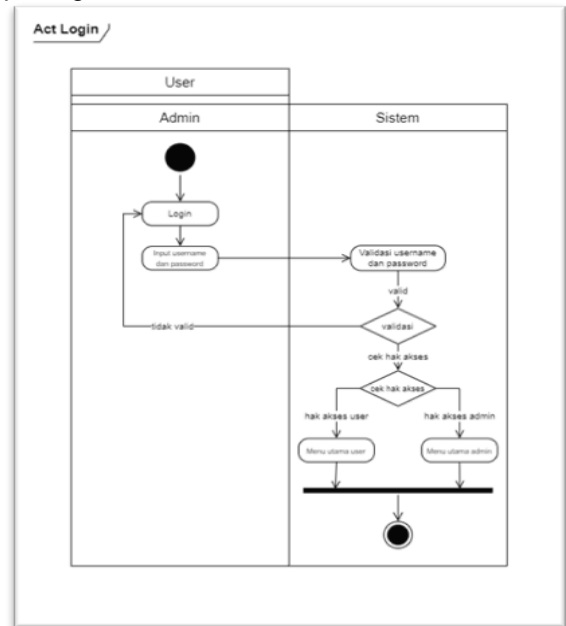 Act Login
User
Admin
Sistem
Login
Input username
dan password
Validasi username
dan password
valid
tidak valid
validasi
cek hak akses
cek hak akses
hak akses user
hak akses admin
Menu utama user
Menu utama admin